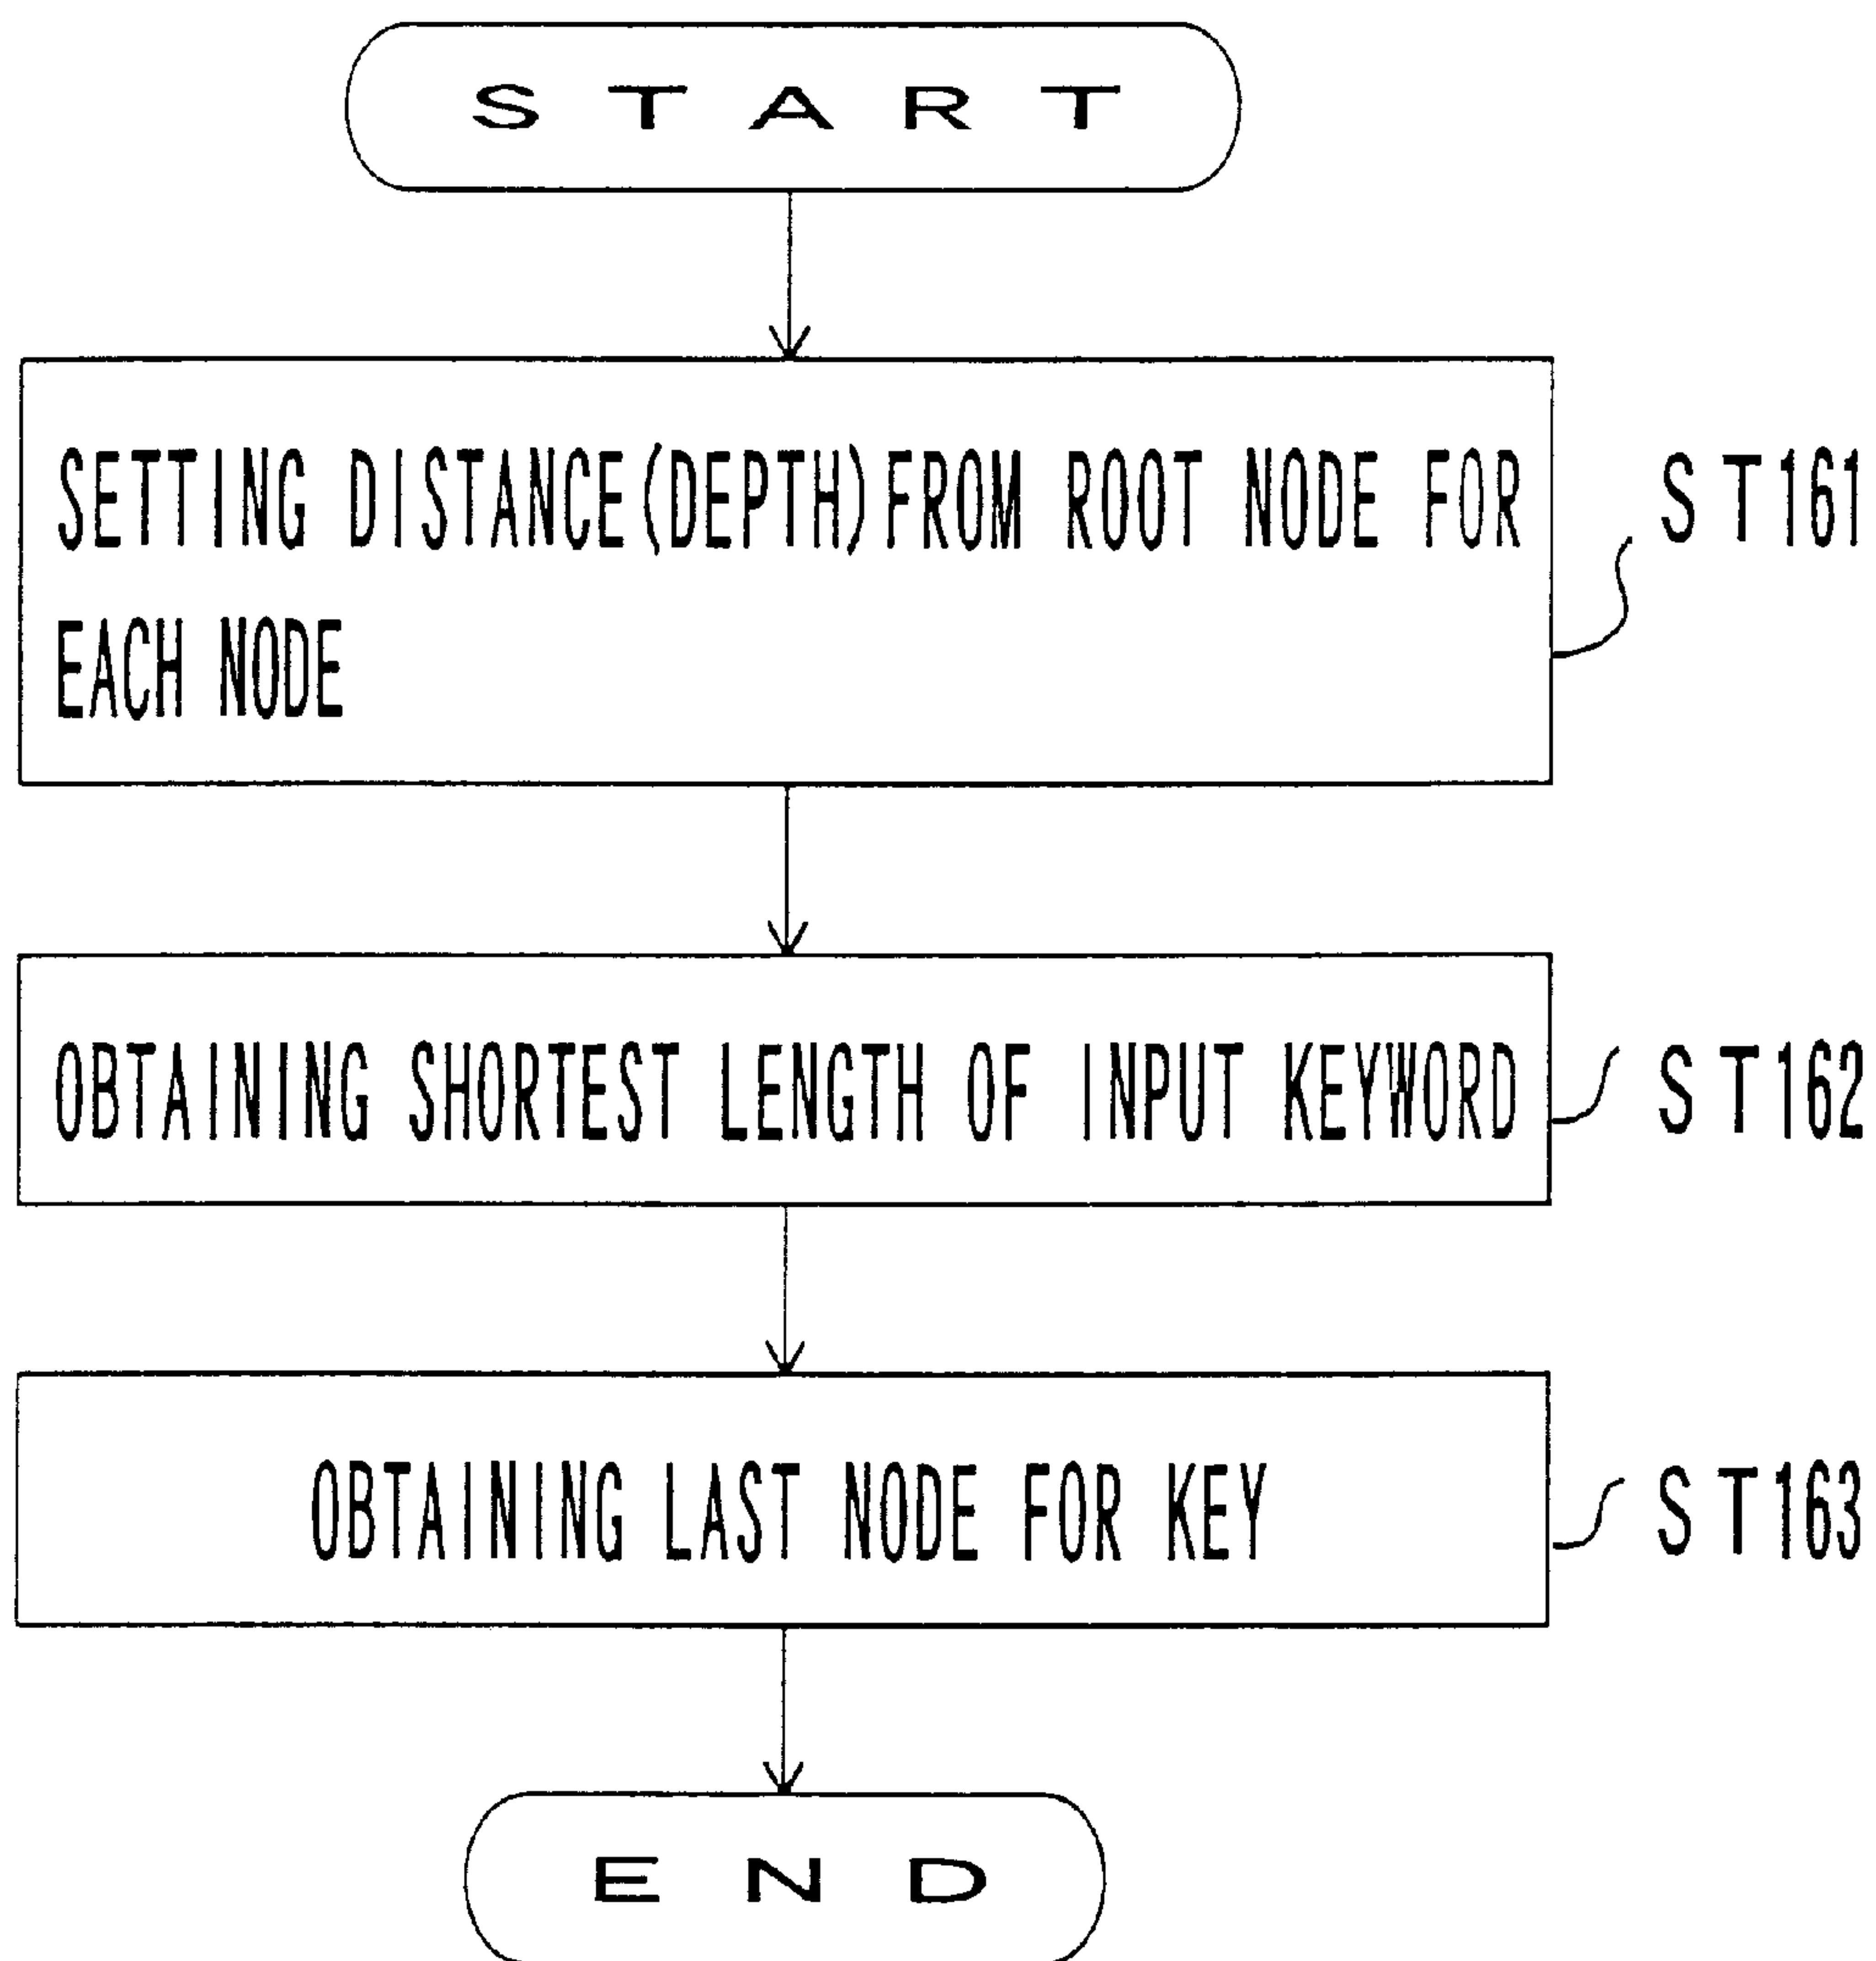 START
SETTING DISTANCE(DEPTH)FROM ROOT NODE FOR
EACH NODE
ST161
OBTAINING SHORTEST LENGTH OF INPUT KEYWORD
ST162
OBTAINING LAST NODE FOR KEY
ST163
END